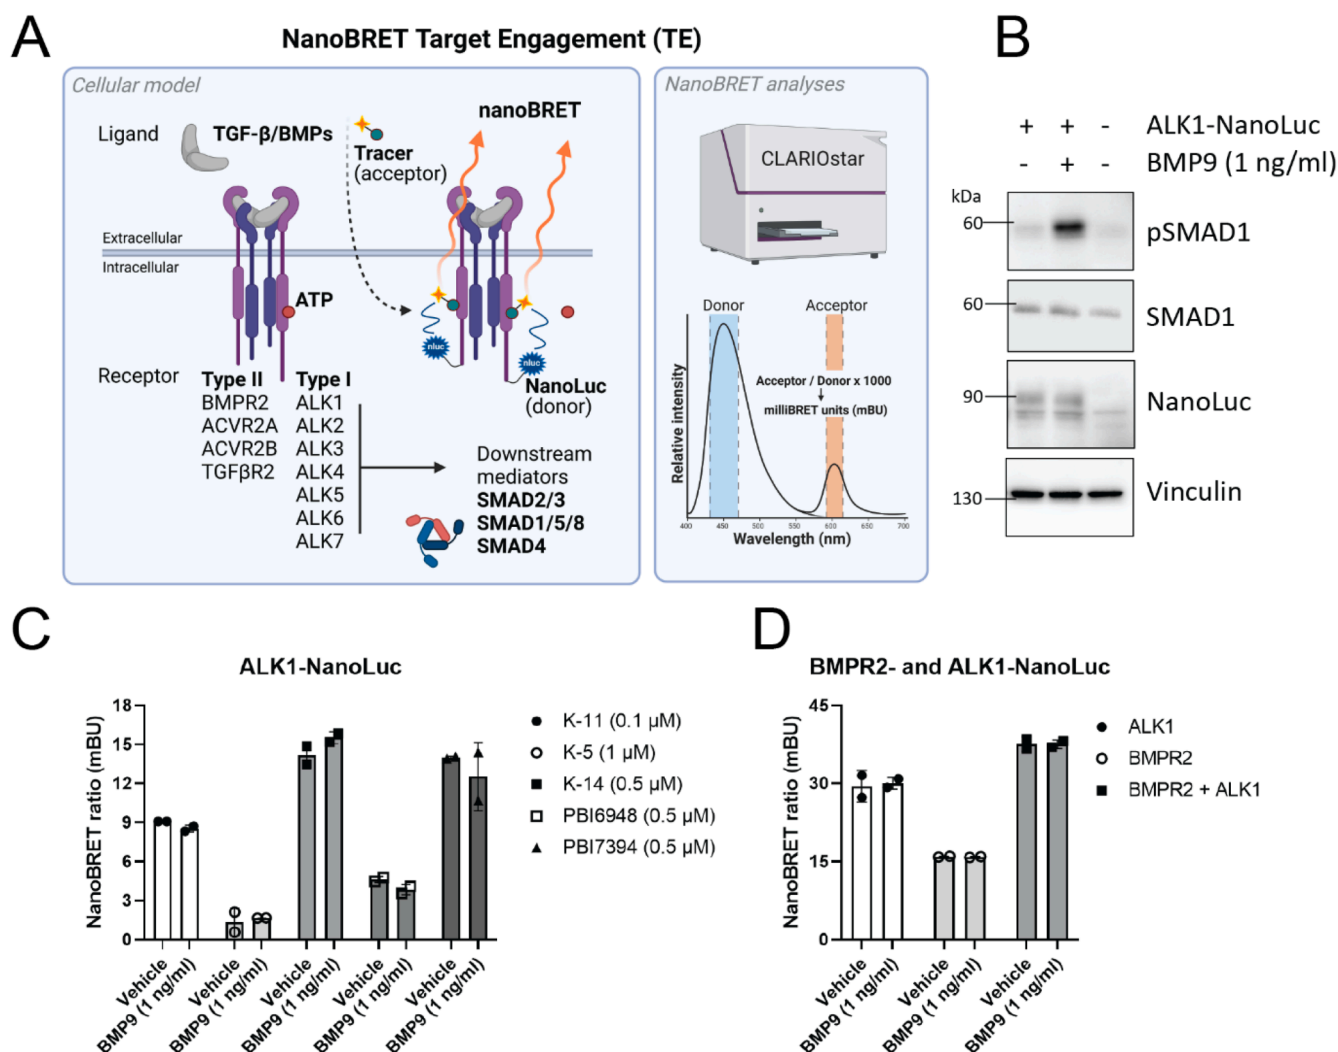 A
NanoBRET Target Engagement (TE)
Cellular model
Ligand
TGF-β/BMPs
nanoBRET
Tracer
(acceptor)
Extracellular
Intracellular
ATP
nluc
nluc
Receptor
NanoLuc
(donor)
Type II
BMPR2
ACVR2A
ACVR2B
TGFβR2
Type I
ALK1
ALK2
ALK3
ALK4
ALK5
ALK6
ALK7
Downstream
mediators
SMAD2/3
SMAD1/5/8
SMAD4
NanoBRET analyses
CLARIOstar
Donor
Acceptor
Acceptor / Donor x 1000
milliBRET units (mBU)
Relative intensity
400 450 500 550 600 650 700
Wavelength (nm)
B
+ + - ALK1-NanoLuc
- + - BMP9 (1 ng/ml)
kDa
60 pSMAD1
60 SMAD1
90 NanoLuc
130 Vinculin
C
ALK1-NanoLuc
NanoBRET ratio (mBU)
18
15
12
9
6
3
0
Vehicle
BMP9 (1 ng/ml)
Vehicle
BMP9 (1 ng/ml)
Vehicle
BMP9 (1 ng/ml)
Vehicle
BMP9 (1 ng/ml)
Vehicle
BMP9 (1 ng/ml)
K-11 (0.1 µM)
K-5 (1 µM)
K-14 (0.5 µM)
PBI6948 (0.5 µM)
PBI7394 (0.5 µM)
D
BMPR2- and ALK1-NanoLuc
NanoBRET ratio (mBU)
45
30
15
0
Vehicle
BMP9 (1 ng/ml)
Vehicle
BMP9 (1 ng/ml)
Vehicle
BMP9 (1 ng/ml)
ALK1
BMPR2
BMPR2 + ALK1